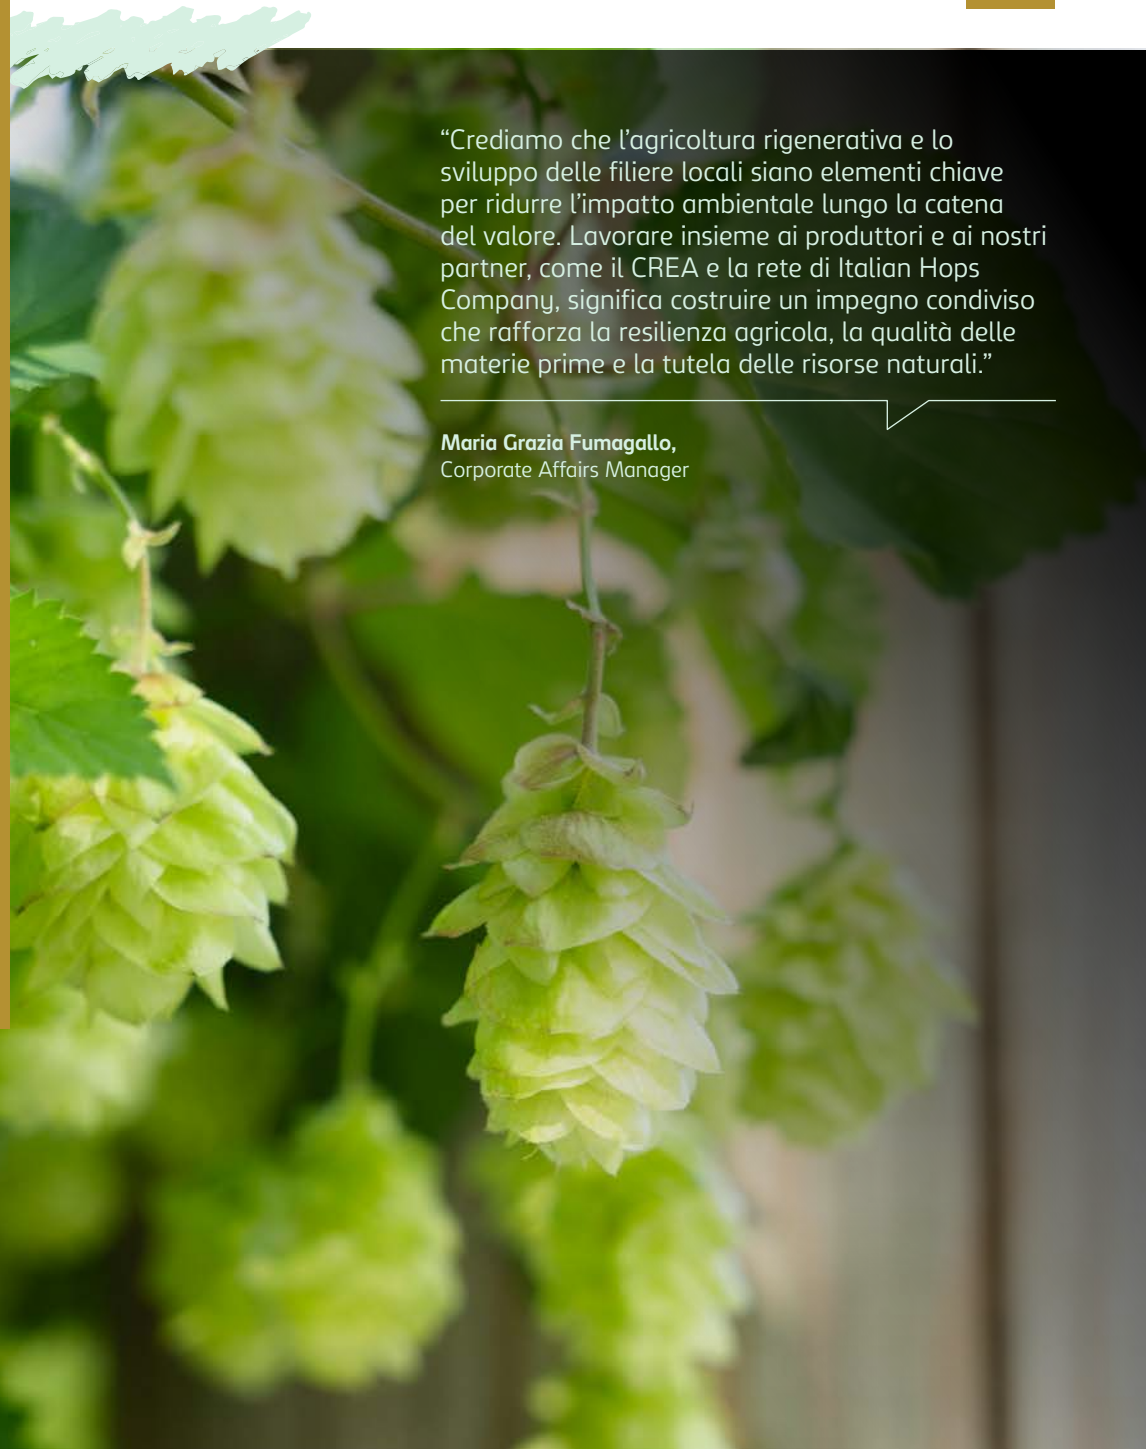 “Crediamo che l’agricoltura rigenerativa e lo
sviluppo delle filiere locali siano elementi chiave
per ridurre l’impatto ambientale lungo la catena
del valore. Lavorare insieme ai produttori e ai nostri
partner, come il CREA e la rete di Italian Hops
Company, significa costruire un impegno condiviso
che rafforza la resilienza agricola, la qualità delle
materie prime e la tutela delle risorse naturali.”
Maria Grazia Fumagallo,
Corporate Affairs Manager